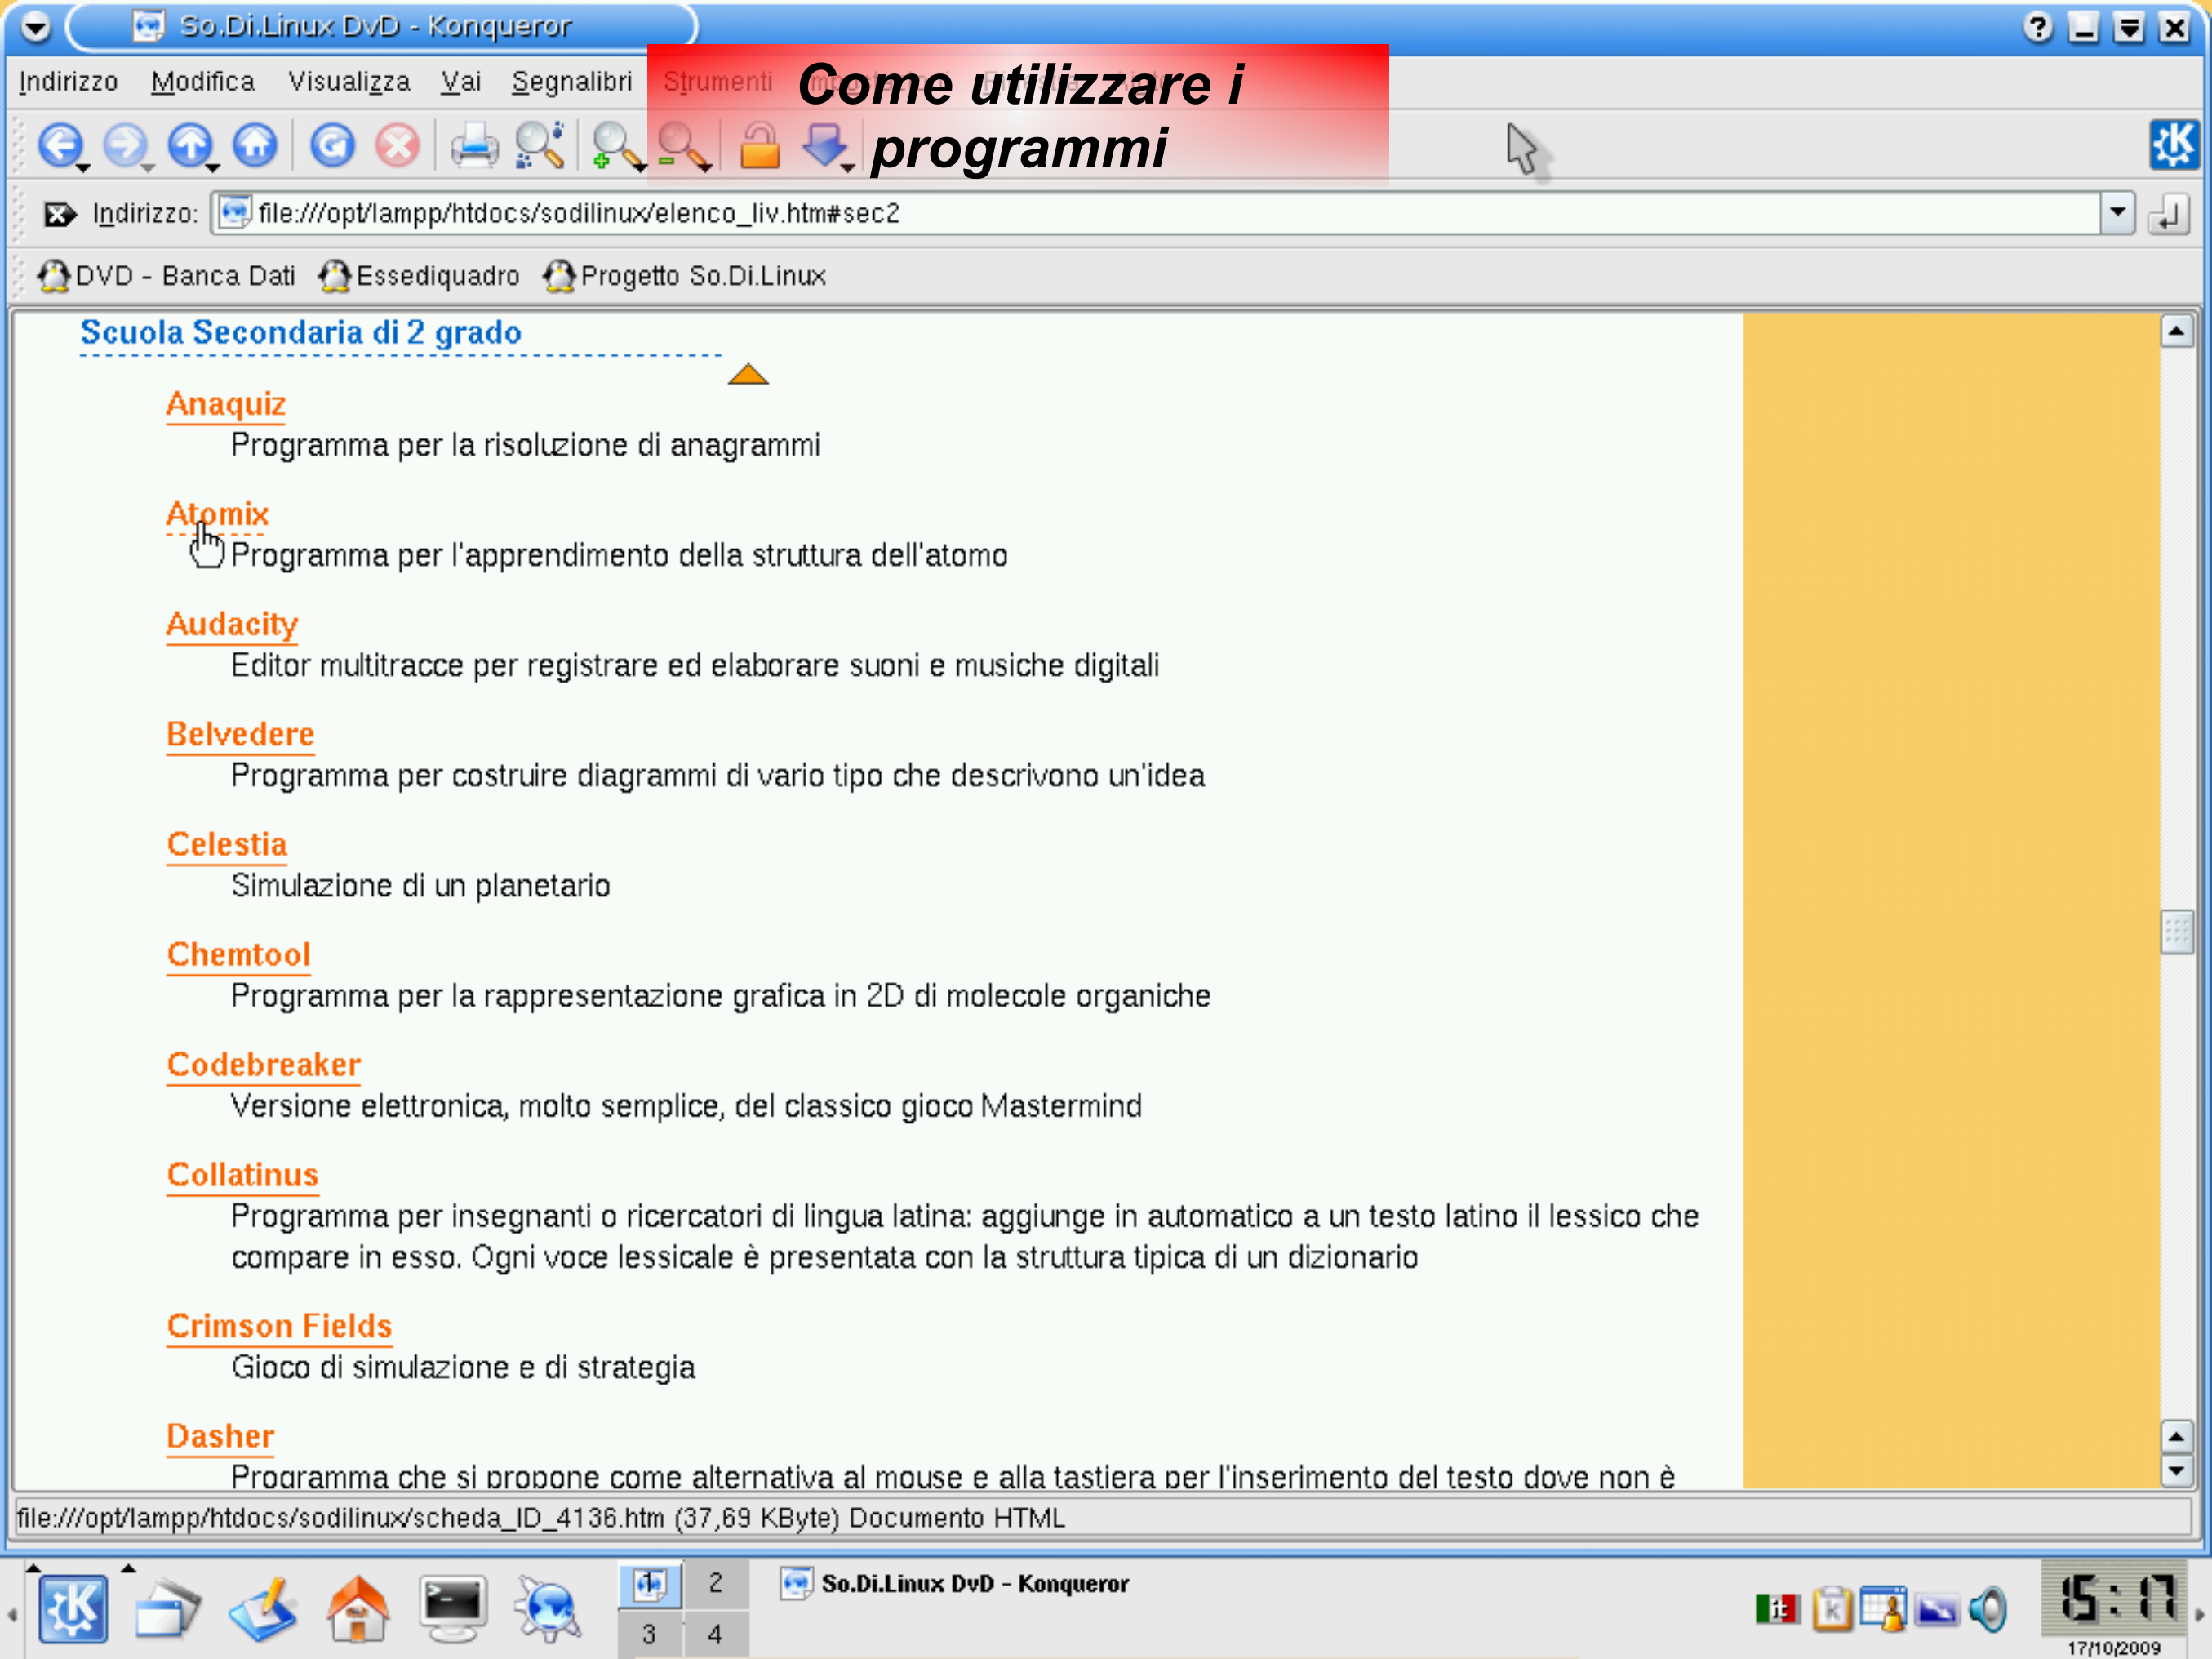 So.Di.Linux DvD - Konqueror
Indirizzo Modifica Visualizza Vai Segnalibri Strumenti
Come utilizzare i
programmi
Indirizzo: file:///opt/lampp/htdocs/sodilinux/elenco_liv.htm#sec2
DVD - Banca Dati Essediquadro Progetto So.Di.Linux
Scuola Secondaria di 2 grado
Anaquiz
Programma per la risoluzione di anagrammi
Atomix
Programma per l'apprendimento della struttura dell'atomo
Audacity
Editor multitracce per registrare ed elaborare suoni e musiche digitali
Belvedere
Programma per costruire diagrammi di vario tipo che descrivono un'idea
Celestia
Simulazione di un planetario
Chemtool
Programma per la rappresentazione grafica in 2D di molecole organiche
Codebreaker
Versione elettronica, molto semplice, del classico gioco Mastermind
Collatinus
Programma per insegnanti o ricercatori di lingua latina: aggiunge in automatico a un testo latino il lessico che
compare in esso. Ogni voce lessicale è presentata con la struttura tipica di un dizionario
Crimson Fields
Gioco di simulazione e di strategia
Dasher
Programma che si propone come alternativa al mouse e alla tastiera per l'inserimento del testo dove non è
file:///opt/lampp/htdocs/sodilinux/scheda_ID_4136.htm (37,69 KByte) Documento HTML
1 2 So.Di.Linux DvD - Konqueror
3 4
it
15:17
17/10/2009